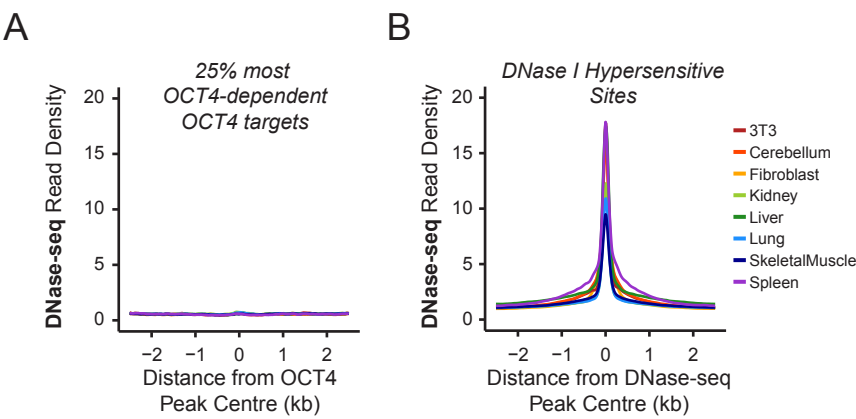 A
25% most
OCT4-dependent
OCT4 targets
DNase-seq Read Density
20
15
10
5
0
−2 −1 0 1 2
Distance from OCT4
Peak Centre (kb)
B
DNase I Hypersensitive
Sites
DNase-seq Read Density
20
15
10
5
0
−2 −1 0 1 2
Distance from DNase-seq
Peak Centre (kb)
3T3
Cerebellum
Fibroblast
Kidney
Liver
Lung
SkeletalMuscle
Spleen